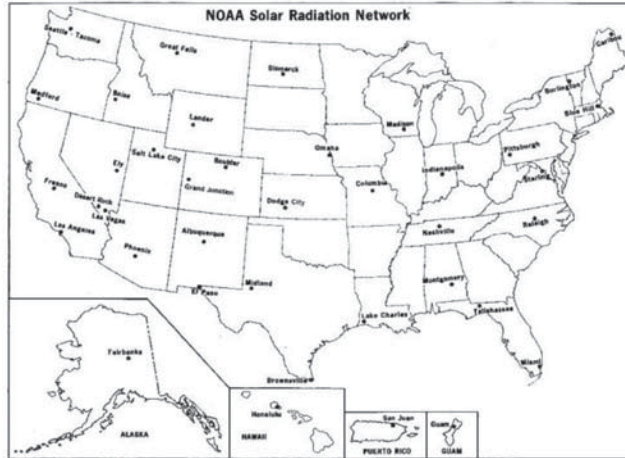 NOAA Solar Radiation Network
Seattle - Tacoma
Great Falls
Bismarck
Caribou
Medford
Boise
Lander
Madison
Burlington
Blue Hill
Omaha
Pittsburgh
Ely
Salt Lake City
Boulder
Indianapolis
Sterling
Fresno
Grand Junction
Columbia
Desert Rock
Las Vegas
Dodge City
Raleigh
Nashville
Los Angeles
Phoenix
Albuquerque
Montgomery
El Paso
Midland
Lake Charles
Tallahassee
Fairbanks
Brownsville
Miami
Honolulu
San Juan
Guam
ALASKA
HAWAII
PUERTO RICO
GUAM